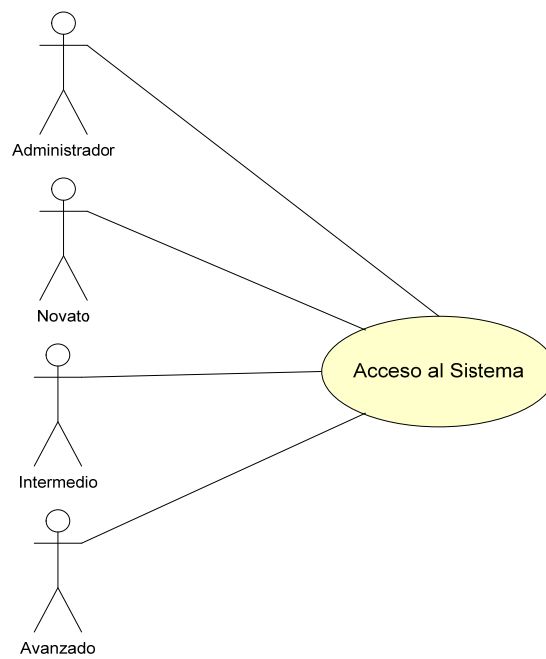 Administrador
Novato
Acceso al Sistema
Intermedio
Avanzado